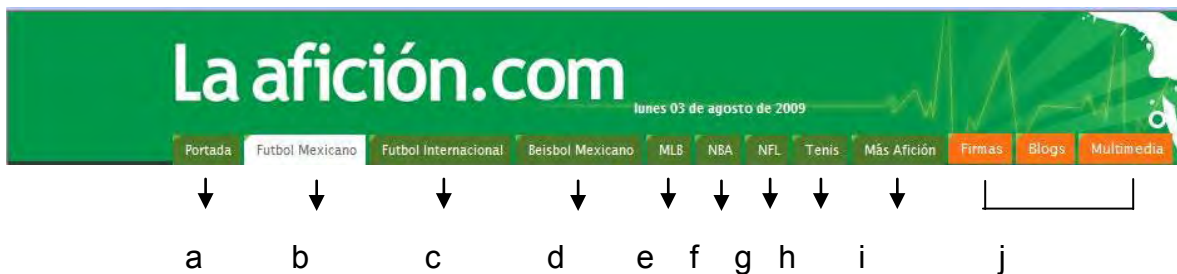 La afición.com
lunes 03 de agosto de 2009
Portada Futbol Mexicano Futbol Internacional Beisbol Mexicano MLB NBA NFL Tenis Más Afición Firmas Blogs Multimedia
a b c d e f g h i j